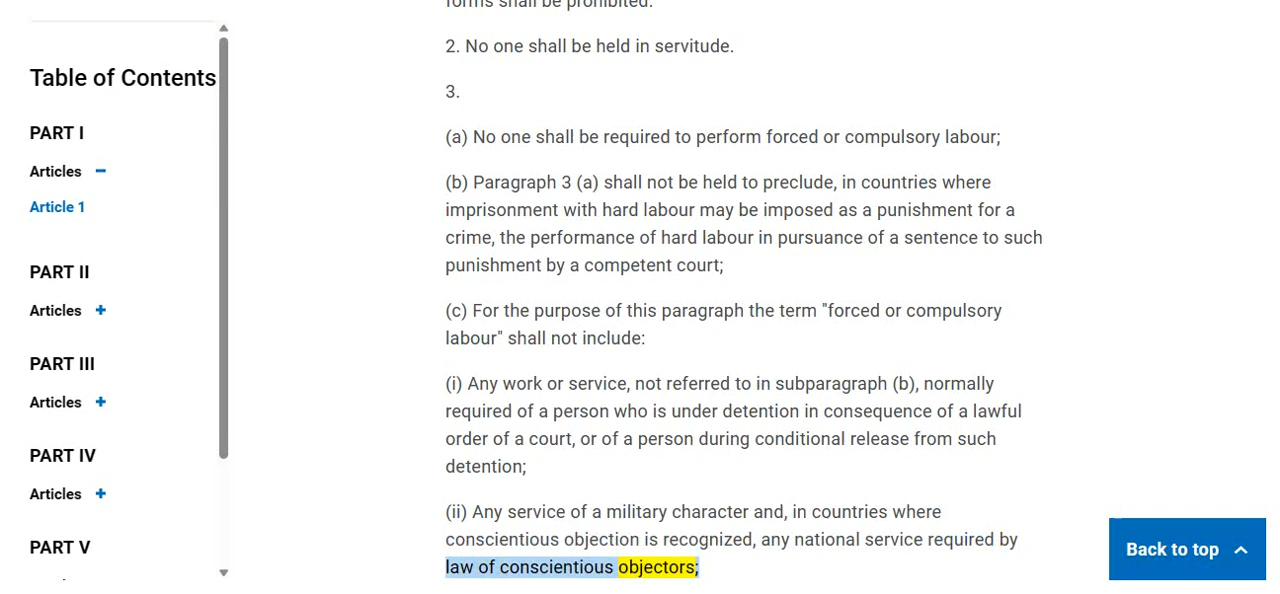 forms shall be prohibited.
Table of Contents
PART I
Articles
Article 1
PART II
Articles
PART III
Articles
PART IV
Articles
PART V
2. No one shall be held in servitude.
3.
(a) No one shall be required to perform forced or compulsory labour;
(b) Paragraph 3 (a) shall not be held to preclude, in countries where
imprisonment with hard labour may be imposed as a punishment for a
crime, the performance of hard labour in pursuance of a sentence to such
punishment by a competent court;
(c) For the purpose of this paragraph the term "forced or compulsory
labour" shall not include:
(i) Any work or service, not referred to in subparagraph (b), normally
required of a person who is under detention in consequence of a lawful
order of a court, or of a person during conditional release from such
detention;
(ii) Any service of a military character and, in countries where
conscientious objection is recognized, any national service required by
law of conscientious objectors;
Back to top